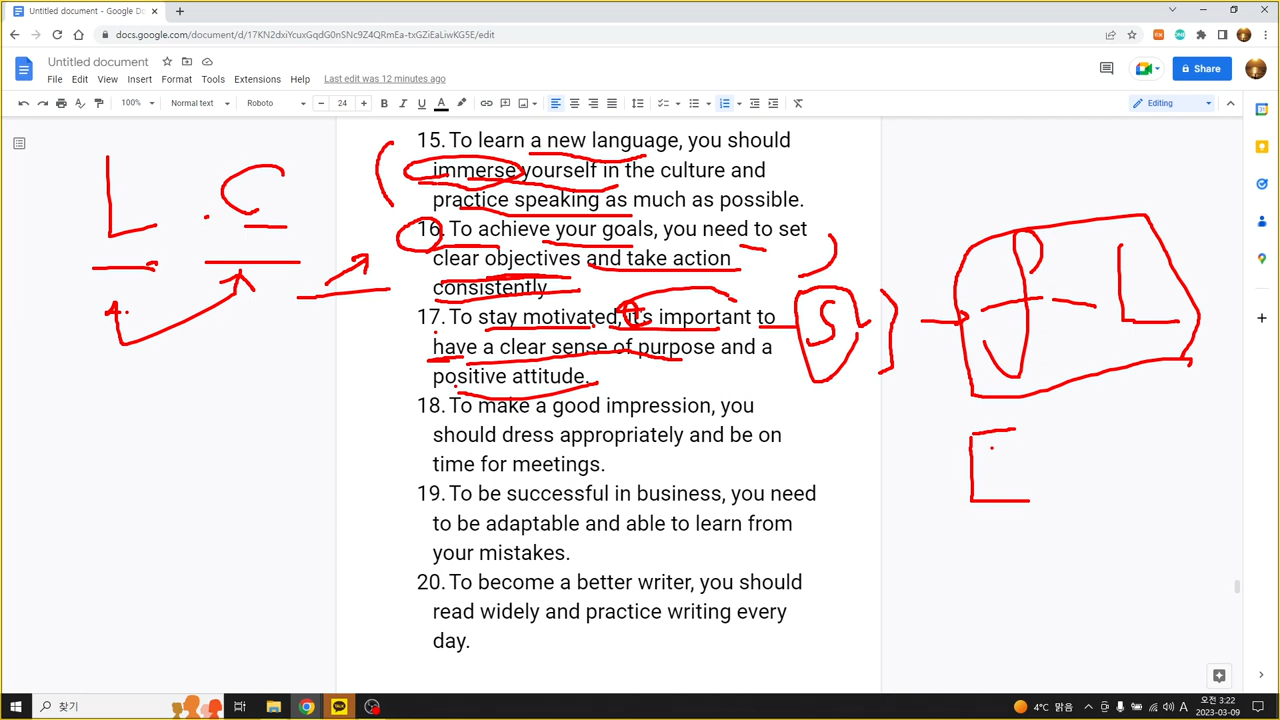 Untitled document - Google Do
docs.google.com/document/d/17KN2dxiYcuxGqdG0nSNc9Z4QRmEa-txGZiEaLiwKG5E/edit
Untitled document
File Edit View Insert Format Tools Extensions Help Last edit was 12 minutes ago
Share
100% Normal text Roboto 24 B I U A Editing
15. To learn a new language, you should
immerse yourself in the culture and
practice speaking as much as possible.
16. To achieve your goals, you need to set
clear objectives and take action
consistently
17. To stay motivated, it's important to
have a clear sense of purpose and a
positive attitude.
18. To make a good impression, you
should dress appropriately and be on
time for meetings.
19. To be successful in business, you need
to be adaptable and able to learn from
your mistakes.
20. To become a better writer, you should
read widely and practice writing every
day.
L . C
S
찾기
4°C 맑음
A
오전 3:22
2023-03-09